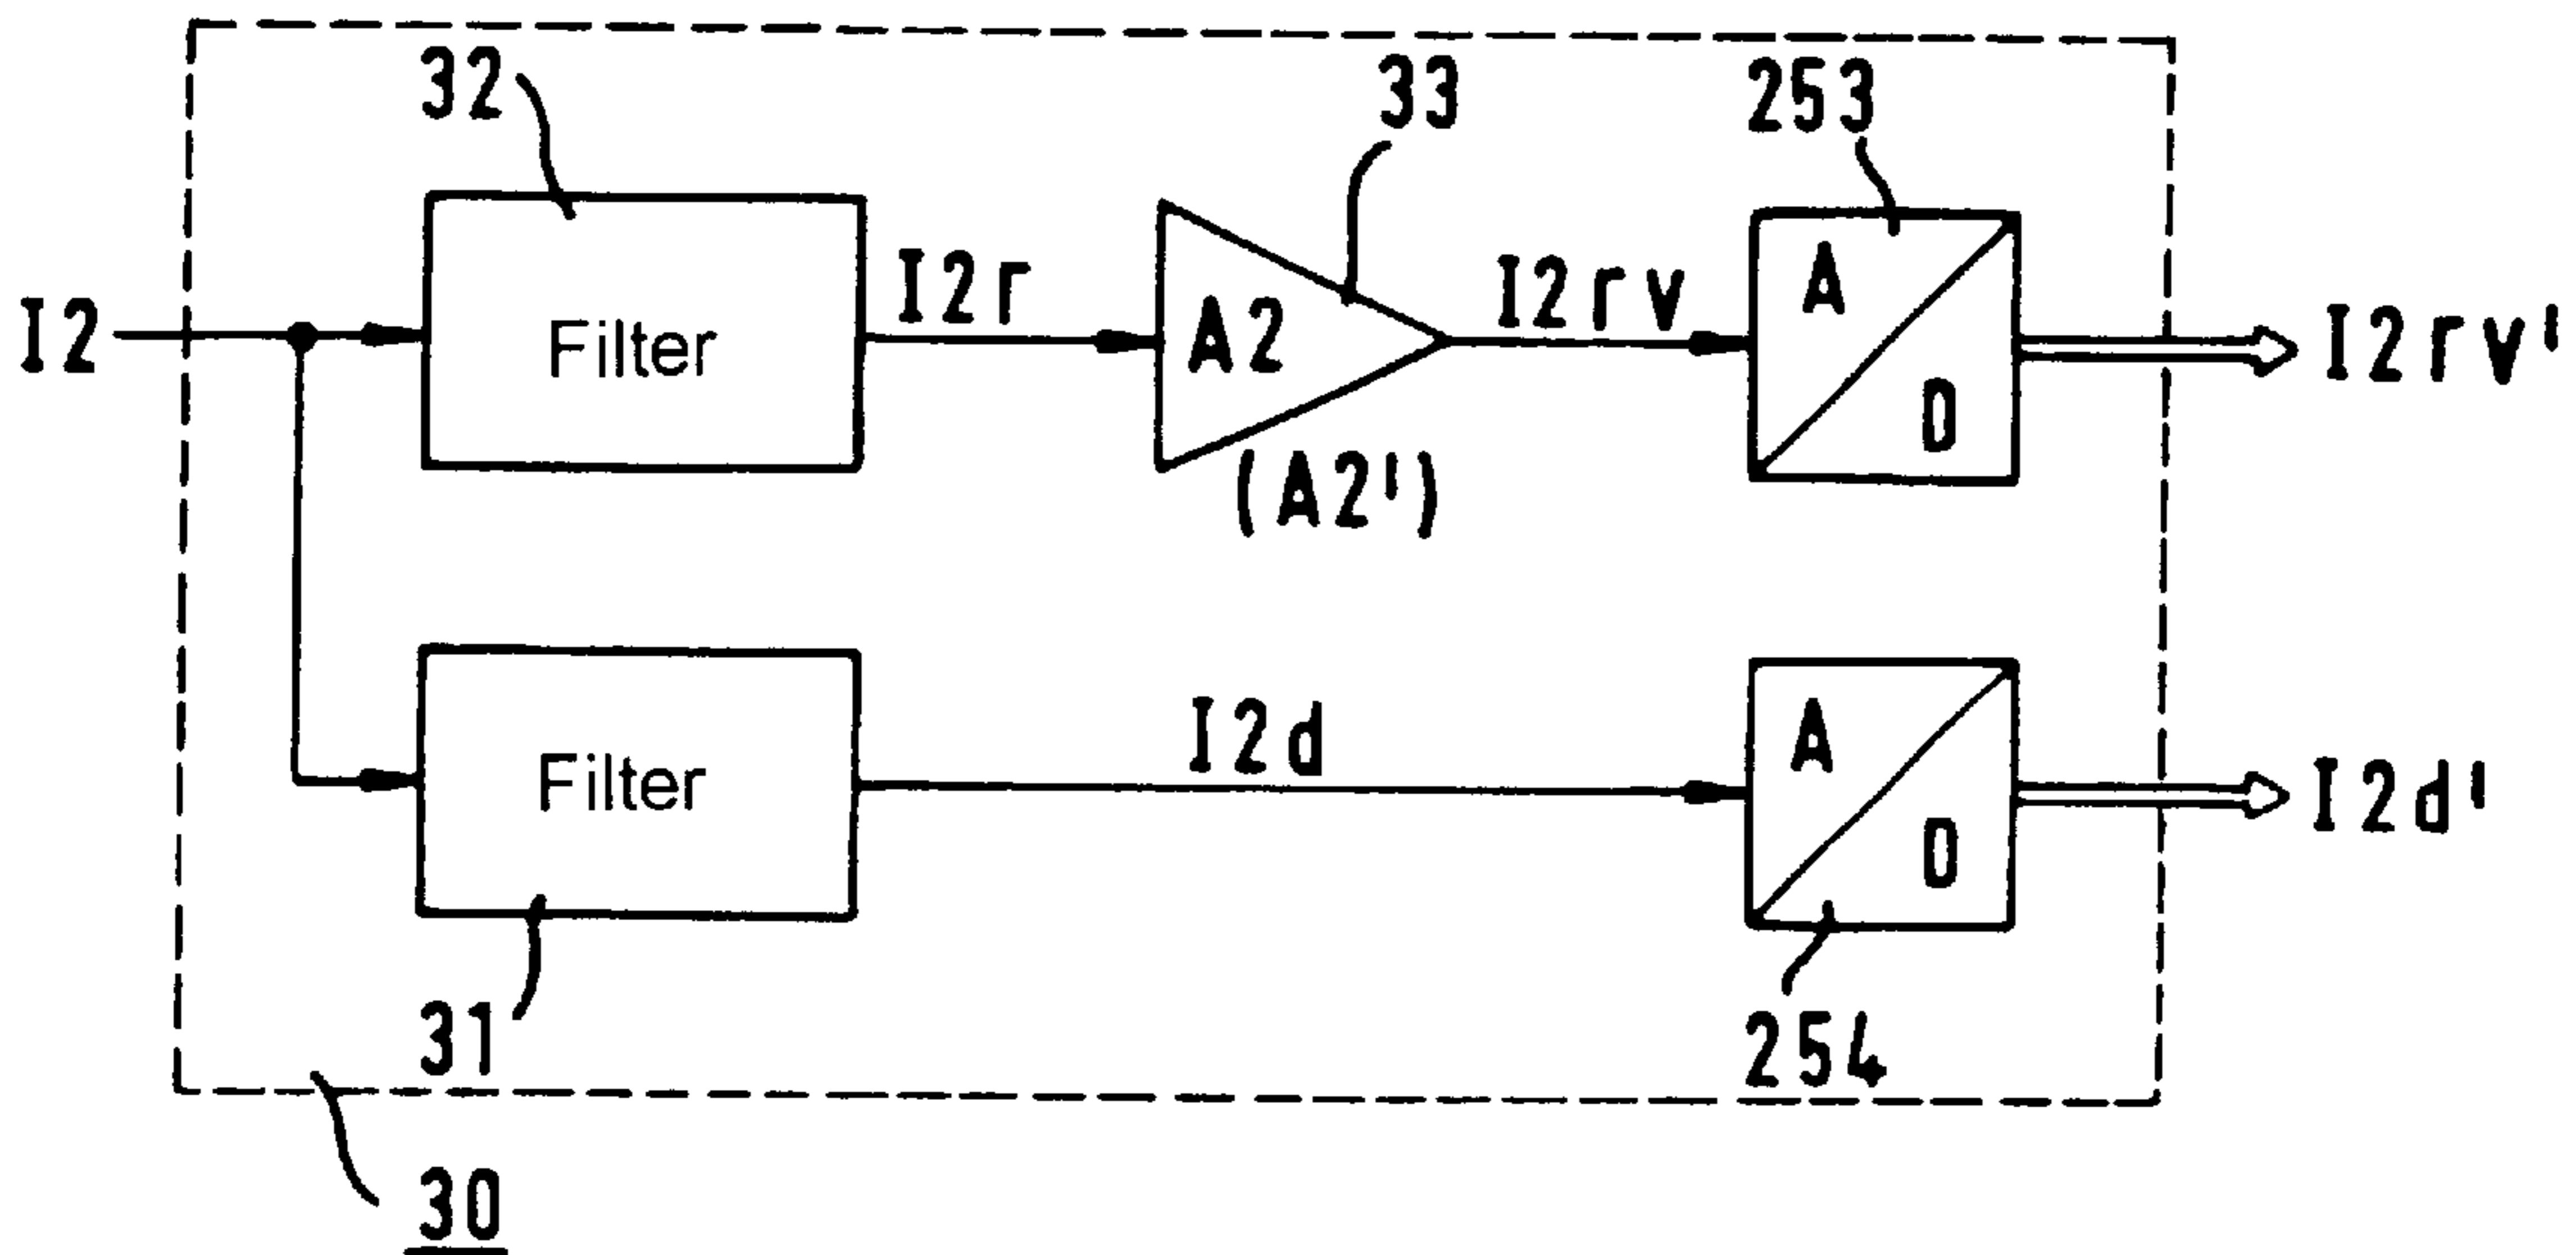 32
33
253
I2
Filter
I2r
A2
I2rv
A
D
I2rv'
(A2')
Filter
I2d
A
D
I2d'
31
254
30